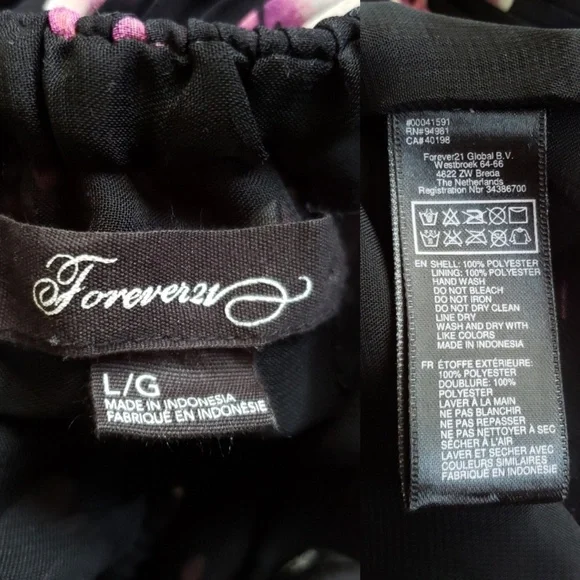 Forever21
L/G
MADE IN INDONESIA
FABRIQUÉ EN INDONÉSIE
#00041591
RN#94981
CA#40198
Forever21 Global B.V.
Westbroek 64-66
4822 ZW Breda
The Netherlands
Registration Nbr 34386700
EN SHELL: 100% POLYESTER
LINING: 100% POLYESTER
HAND WASH
DO NOT BLEACH
DO NOT IRON
DO NOT DRY CLEAN
LINE DRY
WASH AND DRY WITH
LIKE COLORS
MADE IN INDONESIA
FR ÉTOFFE EXTÉRIEURE:
100% POLYESTER
DOUBLURE: 100%
POLYESTER
LAVER À LA MAIN
NE PAS BLANCHIR
NE PAS REPASSER
NE PAS NETTOYER À SEC
SÉCHER À L'AIR
LAVER ET SÉCHER AVEC
COULEURS SIMILAIRES
FABRIQUÉ EN INDONÉSIE